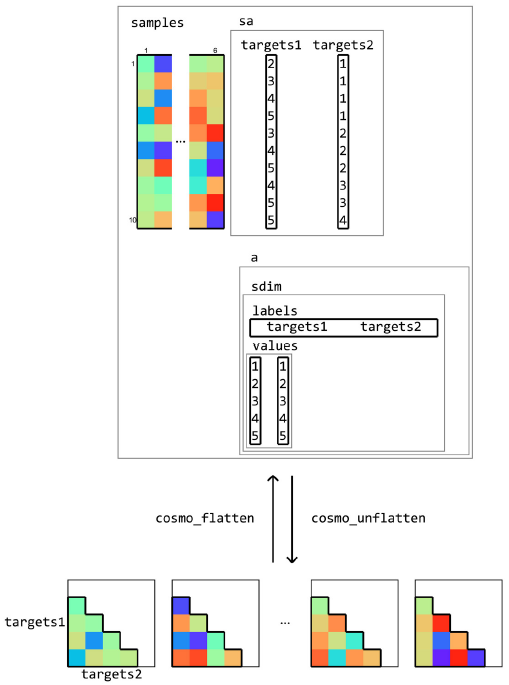 samples
sa
1 6
targets1 targets2
1
2 1
3 1
4 1
5 1
3 2
4 2
5 2
4 3
5 3
10
5 4
...
a
sdim
labels
targets1 targets2
values
1 1
2 2
3 3
4 4
5 5
cosmo_flatten cosmo_unflatten
targets1
...
targets2